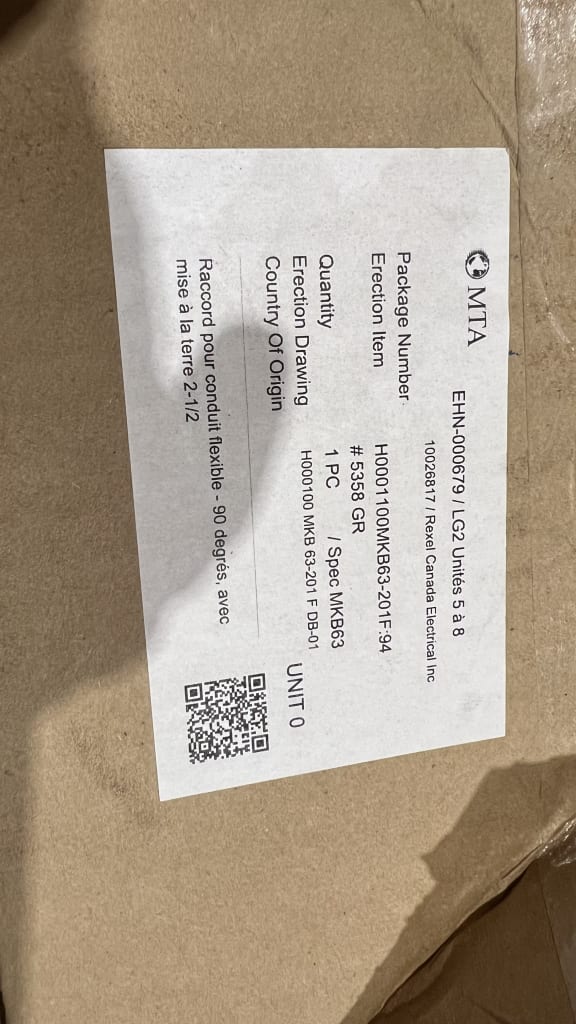 MTA
EHN-000679 / LG2 Unités 5 à 8
10026817 / Rexel Canada Electrical Inc
Package Number H0001100MKB63-201F:94
Erection Item # 5358 GR
Quantity 1 PC / Spec MKB63
Erection Drawing H000100 MKB 63-201 F DB-01
Country Of Origin
UNIT 0
Raccord pour conduit flexible - 90 degrés, avec
mise à la terre 2-1/2